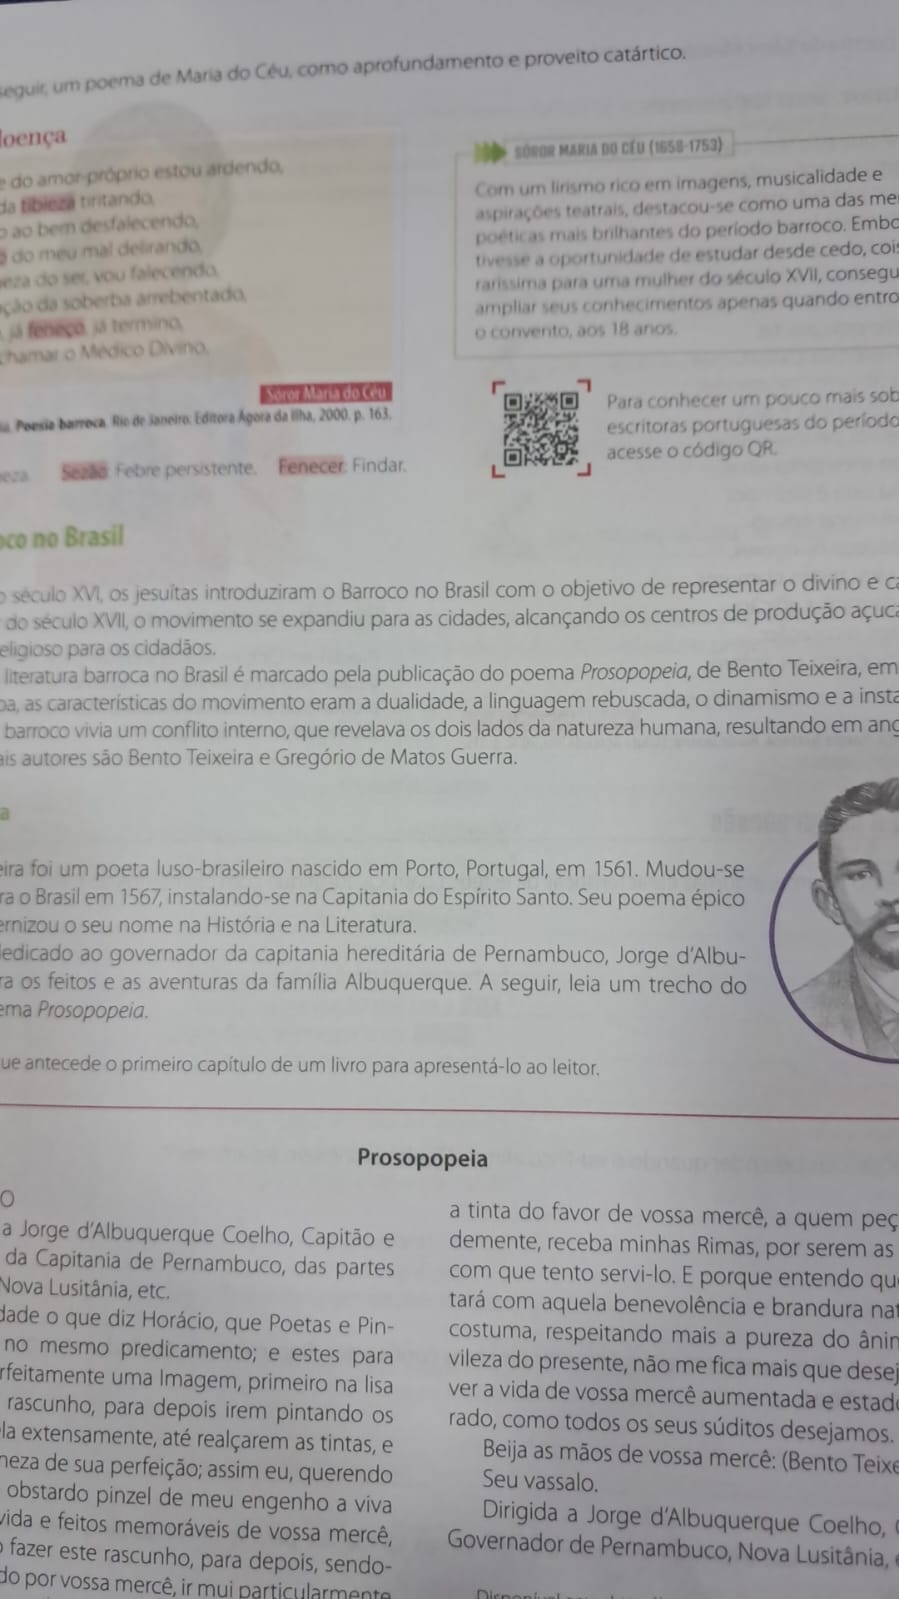 seguir, um poema de Maria do Céu, como aprofundamento e proveito catártico.
doença
e do amor-próprio estou ardendo,
da tibieza tiritando,
o ao bem desfalecendo,
do meu mal delirando,
eza do ser, vou falecendo,
ção da soberba arrebentado,
, já feneço, já termino,
chamar o Médico Divino.
Sóror Maria do Céu
Poesia barroca. Rio de Janeiro: Editora Ágora da Ilha, 2000. p. 163.
eza. Sezão: Febre persistente. Fenecer: Findar.
SÓROR MARIA DO CÉU (1658-1753)
Com um lirismo rico em imagens, musicalidade e
aspirações teatrais, destacou-se como uma das me
poéticas mais brilhantes do período barroco. Embo
tivesse a oportunidade de estudar desde cedo, cois
raríssima para uma mulher do século XVII, consegu
ampliar seus conhecimentos apenas quando entro
o convento, aos 18 anos.
Para conhecer um pouco mais sob
escritoras portuguesas do período
acesse o código QR.
oco no Brasil
o século XVI, os jesuítas introduziram o Barroco no Brasil com o objetivo de representar o divino e ca
do século XVII, o movimento se expandiu para as cidades, alcançando os centros de produção açuca
eligioso para os cidadãos.
literatura barroca no Brasil é marcado pela publicação do poema Prosopopeia, de Bento Teixeira, em
pa, as características do movimento eram a dualidade, a linguagem rebuscada, o dinamismo e a insta
barroco vivia um conflito interno, que revelava os dois lados da natureza humana, resultando em ang
ais autores são Bento Teixeira e Gregório de Matos Guerra.
a
eira foi um poeta luso-brasileiro nascido em Porto, Portugal, em 1561. Mudou-se
ra o Brasil em 1567, instalando-se na Capitania do Espírito Santo. Seu poema épico
ernizou o seu nome na História e na Literatura.
dedicado ao governador da capitania hereditária de Pernambuco, Jorge d'Albu-
ra os feitos e as aventuras da família Albuquerque. A seguir, leia um trecho do
ema Prosopopeia.
ue antecede o primeiro capítulo de um livro para apresentá-lo ao leitor.
Prosopopeia
O
a Jorge d'Albuquerque Coelho, Capitão e
da Capitania de Pernambuco, das partes
Nova Lusitânia, etc.
dade o que diz Horácio, que Poetas e Pin-
no mesmo predicamento; e estes para
rfeitamente uma Imagem, primeiro na lisa
rascunho, para depois irem pintando os
la extensamente, até realçarem as tintas, e
neza de sua perfeição; assim eu, querendo
obstardo pinzel de meu engenho a viva
vida e feitos memoráveis de vossa mercê,
o fazer este rascunho, para depois, sendo-
do por vossa mercê, ir mui particularmente
a tinta do favor de vossa mercê, a quem peç
demente, receba minhas Rimas, por serem as
com que tento servi-lo. E porque entendo qu
tará com aquela benevolência e brandura nat
costuma, respeitando mais a pureza do ânin
vileza do presente, não me fica mais que desej
ver a vida de vossa mercê aumentada e estado
rado, como todos os seus súditos desejamos.
Beija as mãos de vossa mercê: (Bento Teixe
Seu vassalo.
Dirigida a Jorge d'Albuquerque Coelho,
Governador de Pernambuco, Nova Lusitânia,